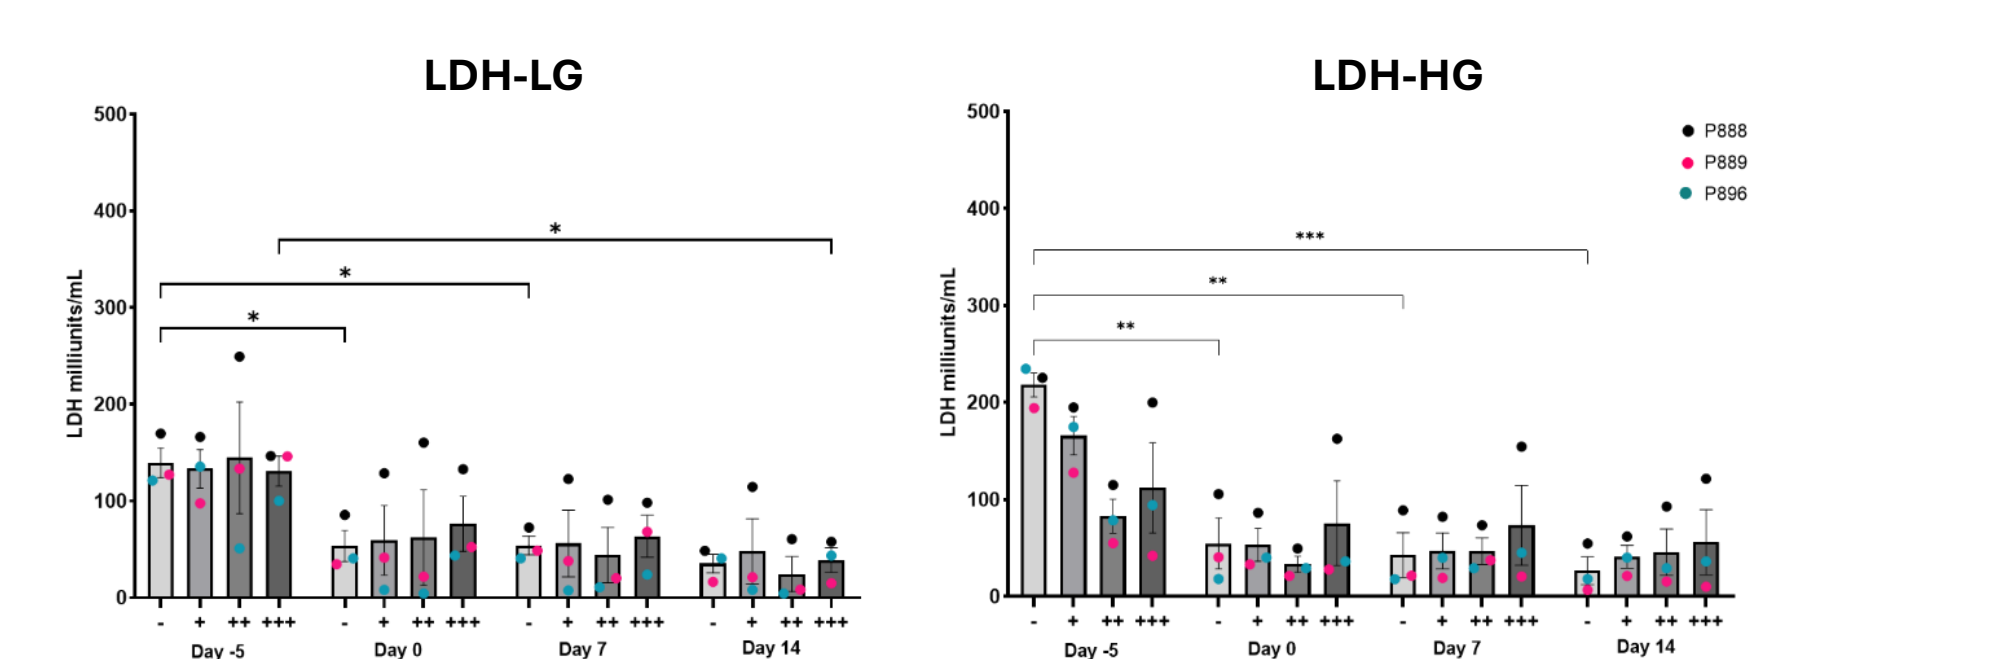 LDH-LG
LDH milliunits/mL
500
400
300
200
100
0
*
*
*
- + ++ +++ - + ++ +++ - + ++ +++ - + ++ +++
Day -5 Day 0 Day 7 Day 14
LDH-HG
LDH milliunits/mL
500
400
300
200
100
0
***
**
**
- + ++ +++ - + ++ +++ - + ++ +++ - + ++ +++
Day -5 Day 0 Day 7 Day 14
P888
P889
P896